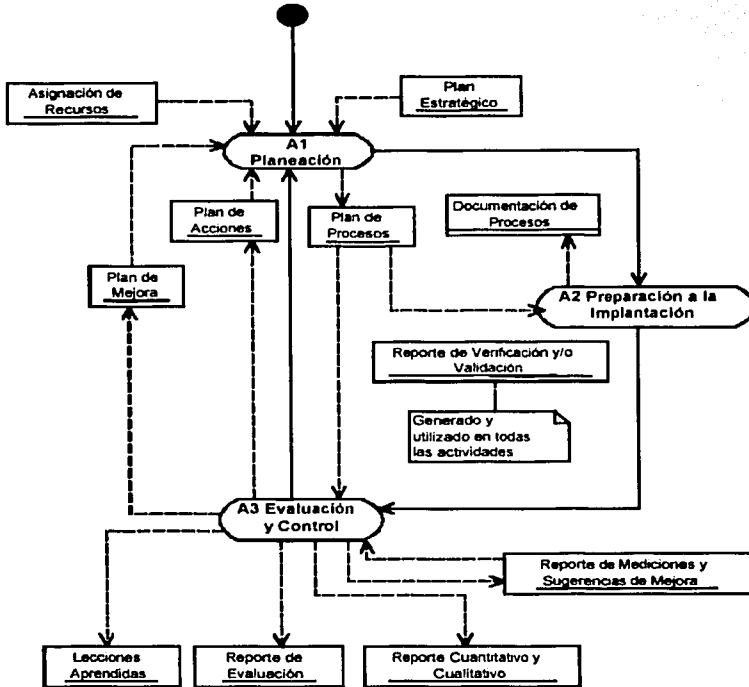 Asignación de
Recursos
Plan
Estratégico
A1
Planeación
Plan de
Acciones
Plan de
Procesos
Documentación de
Procesos
Plan de
Mejora
A2 Preparación a la
Implantación
Reporte de Verificación y/o
Validación
Generado y
utilizado en todas
las actividades
A3 Evaluación
y Control
Reporte de Mediciones y
Sugerencias de Mejora
Lecciones
Aprendidas
Reporte de
Evaluación
Reporte Cuantitativo y
Cualitativo